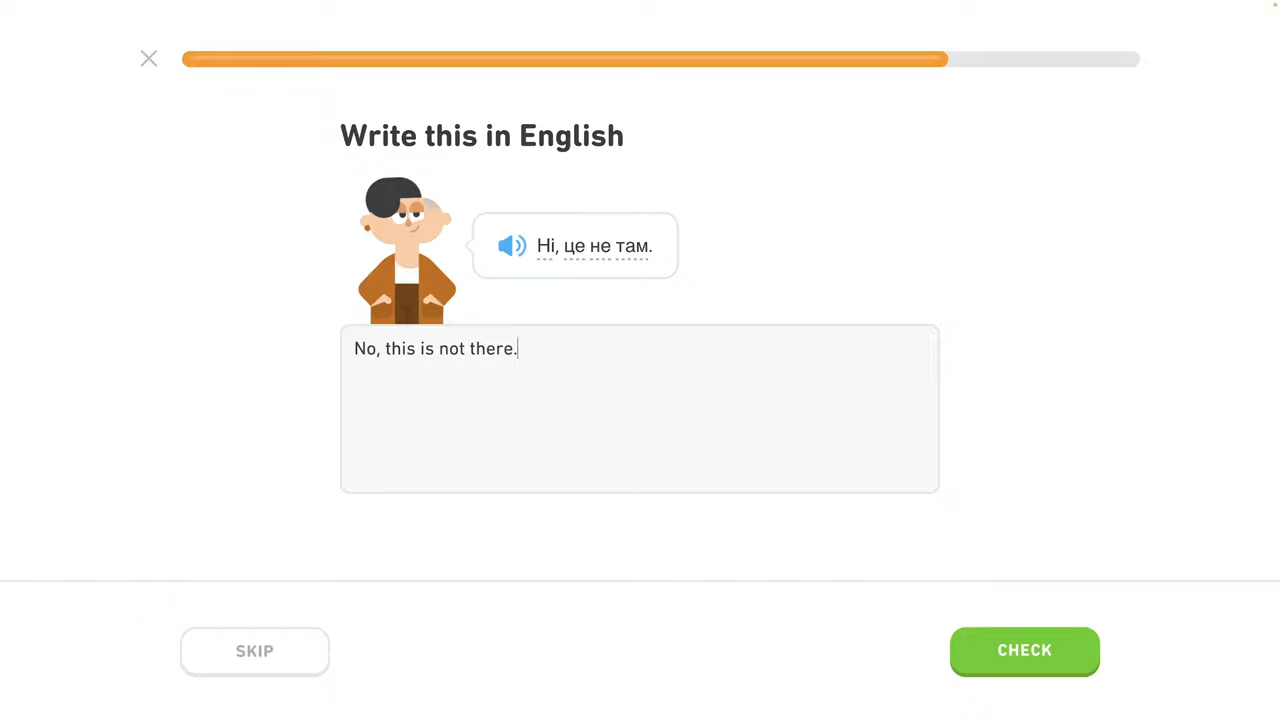 Write this in English
Ні, це не там.
No, this is not there.
SKIP
CHECK